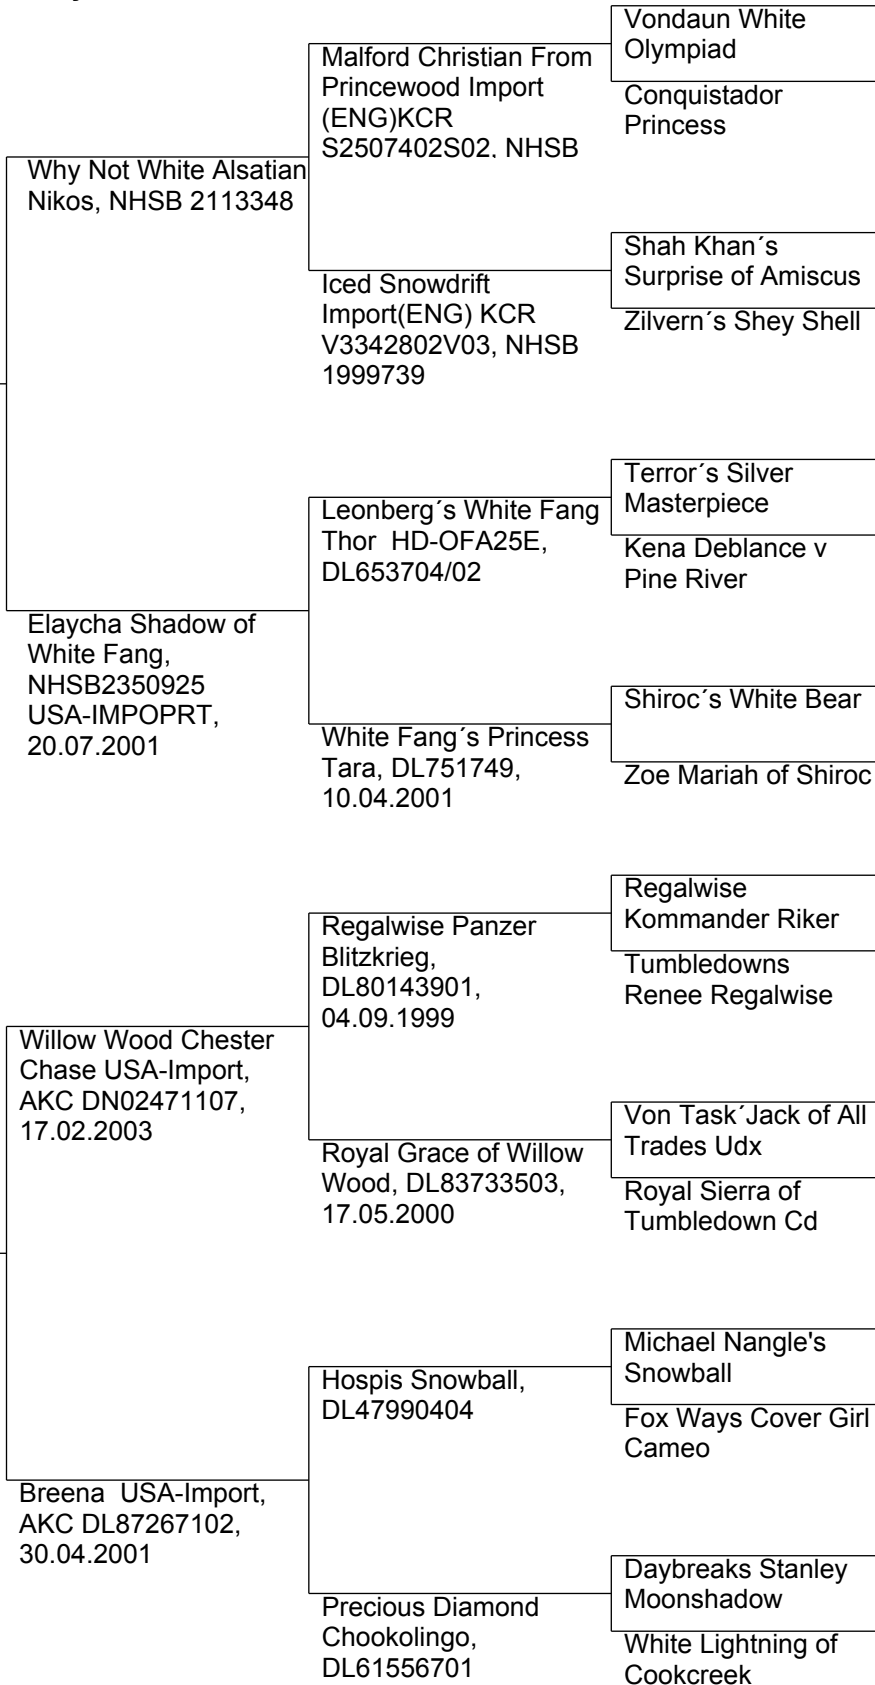 Vondaun White
Olympiad
Malford Christian From
Princewood Import
(ENG)KCR
S2507402S02, NHSB
Conquistador
Princess
Why Not White Alsatian
Nikos, NHSB 2113348
Shah Khan´s
Surprise of Amiscus
Iced Snowdrift
Import(ENG) KCR
V3342802V03, NHSB
1999739
Zilvern´s Shey Shell
Terror´s Silver
Masterpiece
Leonberg´s White Fang
Thor  HD-OFA25E,
DL653704/02
Kena Deblance v
Pine River
Elaycha Shadow of
White Fang,
NHSB2350925
USA-IMPOPRT,
20.07.2001
Shiroc´s White Bear
White Fang´s Princess
Tara, DL751749,
10.04.2001
Zoe Mariah of Shiroc
Regalwise
Kommander Riker
Regalwise Panzer
Blitzkrieg,
DL80143901,
04.09.1999
Tumbledowns
Renee Regalwise
Willow Wood Chester
Chase USA-Import,
AKC DN02471107,
17.02.2003
Von Task´Jack of All
Trades Udx
Royal Grace of Willow
Wood, DL83733503,
17.05.2000
Royal Sierra of
Tumbledown Cd
Michael Nangle's
Snowball
Hospis Snowball,
DL47990404
Fox Ways Cover Girl
Cameo
Breena  USA-Import,
AKC DL87267102,
30.04.2001
Daybreaks Stanley
Moonshadow
Precious Diamond
Chookolingo,
DL61556701
White Lightning of
Cookcreek